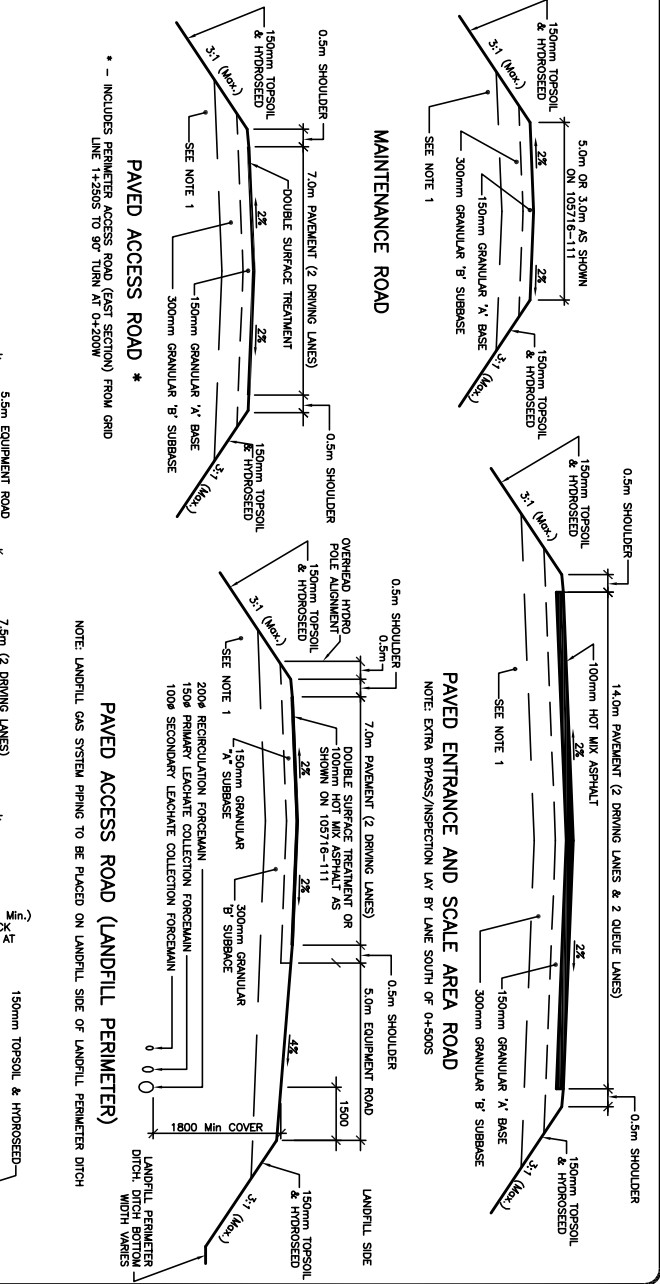 5.0m OR 3.0m AS SHOWN
ON 105716-111
150mm TOPSOIL
& HYDROSEED
3:1 (Max.)
2%
2%
150mm TOPSOIL
& HYDROSEED
3:1 (Max.)
150mm GRANULAR 'A' BASE
300mm GRANULAR 'B' SUBBASE
SEE NOTE 1
MAINTENANCE ROAD
0.5m SHOULDER
14.0m PAVEMENT (2 DRIVING LANES & 2 QUEUE LANES)
0.5m SHOULDER
150mm TOPSOIL
& HYDROSEED
3:1 (Max.)
100mm HOT MIX ASPHALT
2%
2%
150mm TOPSOIL
& HYDROSEED
3:1 (Max.)
SEE NOTE 1
150mm GRANULAR 'A' BASE
300mm GRANULAR 'B' SUBBASE
PAVED ENTRANCE AND SCALE AREA ROAD
NOTE: EXTRA BYPASS/INSPECTION LAY BY LANE SOUTH OF 0+500S
0.5m SHOULDER
7.0m PAVEMENT (2 DRIVING LANES)
0.5m SHOULDER
150mm TOPSOIL
& HYDROSEED
3:1 (Max.)
DOUBLE SURFACE TREATMENT
2%
2%
150mm TOPSOIL
& HYDROSEED
3:1 (Max.)
SEE NOTE 1
150mm GRANULAR 'A' BASE
300mm GRANULAR 'B' SUBBASE
PAVED ACCESS ROAD *
* - INCLUDES PERIMETER ACCESS ROAD (EAST SECTION) FROM GRID
LINE 1+250S TO 90° TURN AT 0+200W
0.5m SHOULDER
0.5m
7.0m PAVEMENT (2 DRIVING LANES)
0.5m SHOULDER
5.0m EQUIPMENT ROAD
LANDFILL SIDE
1500
OVERHEAD HYDRO
POLE ALIGNMENT
150mm TOPSOIL
& HYDROSEED
3:1 (Max.)
DOUBLE SURFACE TREATMENT OR
100mm HOT MIX ASPHALT AS
SHOWN ON 105716-111
2%
2%
4%
150mm TOPSOIL
& HYDROSEED
3:1 (Max.)
SEE NOTE 1
150mm GRANULAR
"A" SUBBASE
300mm GRANULAR
'B' SUBBACE
200ø RECIRCULATION FORCEMAIN
150ø PRIMARY LEACHATE COLLECTION FORCEMAIN
100ø SECONDARY LEACHATE COLLECTION FORCEMAIN
1800 Min COVER
LANDFILL PERIMETER
DITCH. DITCH BOTTOM
WIDTH VARIES
PAVED ACCESS ROAD (LANDFILL PERIMETER)
NOTE: LANDFILL GAS SYSTEM PIPING TO BE PLACED ON LANDFILL SIDE OF LANDFILL PERIMETER DITCH
5.5m EQUIPMENT ROAD
7.5m (2 DRIVING LANES)
Min.)
AT
150mm TOPSOIL & HYDROSEED